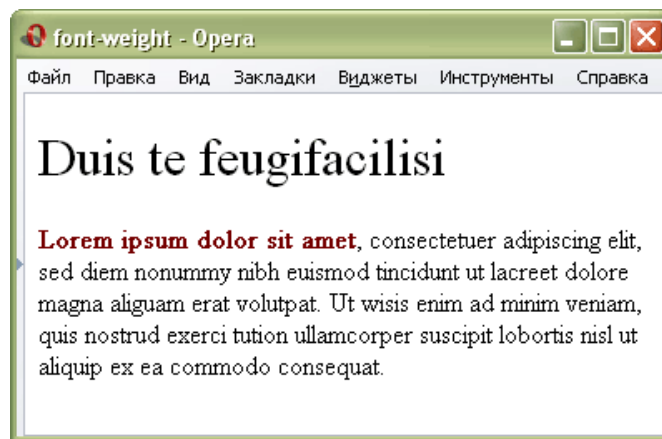 font-weight - Opera
Файл Правка Вид Закладки Виджеты Инструменты Справка
Duis te feugifacilisi
Lorem ipsum dolor sit amet, consectetuer adipiscing elit,
sed diem nonummy nibh euismod tincidunt ut lacreet dolore
magna aliguam erat volutpat. Ut wisis enim ad minim veniam,
quis nostrud exerci tution ullamcorper suscipit lobortis nisl ut
aliquip ex ea commodo consequat.